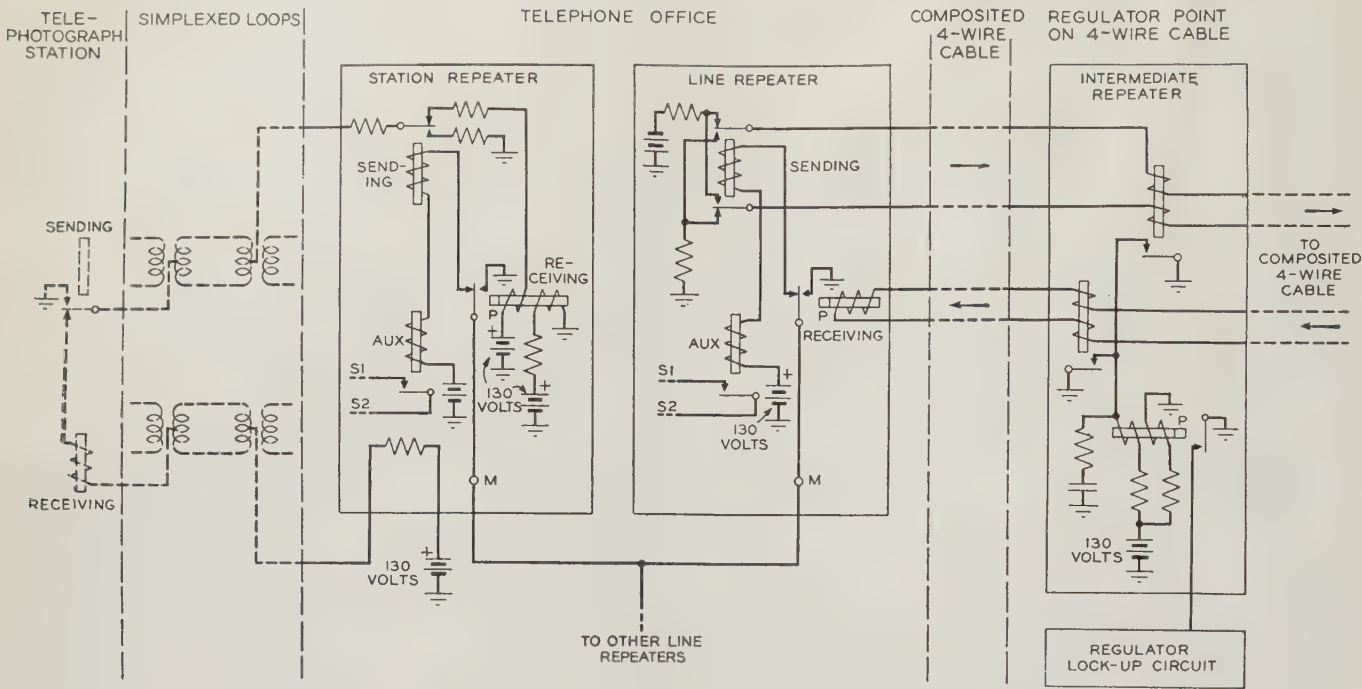 TELE-
PHOTOGRAPH
STATION
SIMPLEXED LOOPS
TELEPHONE OFFICE
COMPOSITED
4-WIRE
CABLE
REGULATOR POINT
ON 4-WIRE CABLE
STATION REPEATER
LINE REPEATER
INTERMEDIATE
REPEATER
SEND-
ING
SENDING
SENDING
RE-
CEIVING
P
AUX
+
130
VOLTS
+
S1
S2
M
P
RECEIVING
AUX
+
S1
S2
130
VOLTS
M
TO
COMPOSITED
4-WIRE
CABLE
RECEIVING
+
130
VOLTS
P
130
VOLTS
TO OTHER LINE
REPEATERS
REGULATOR
LOCK-UP CIRCUIT